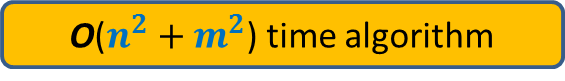 O(n² + m²) time algorithm